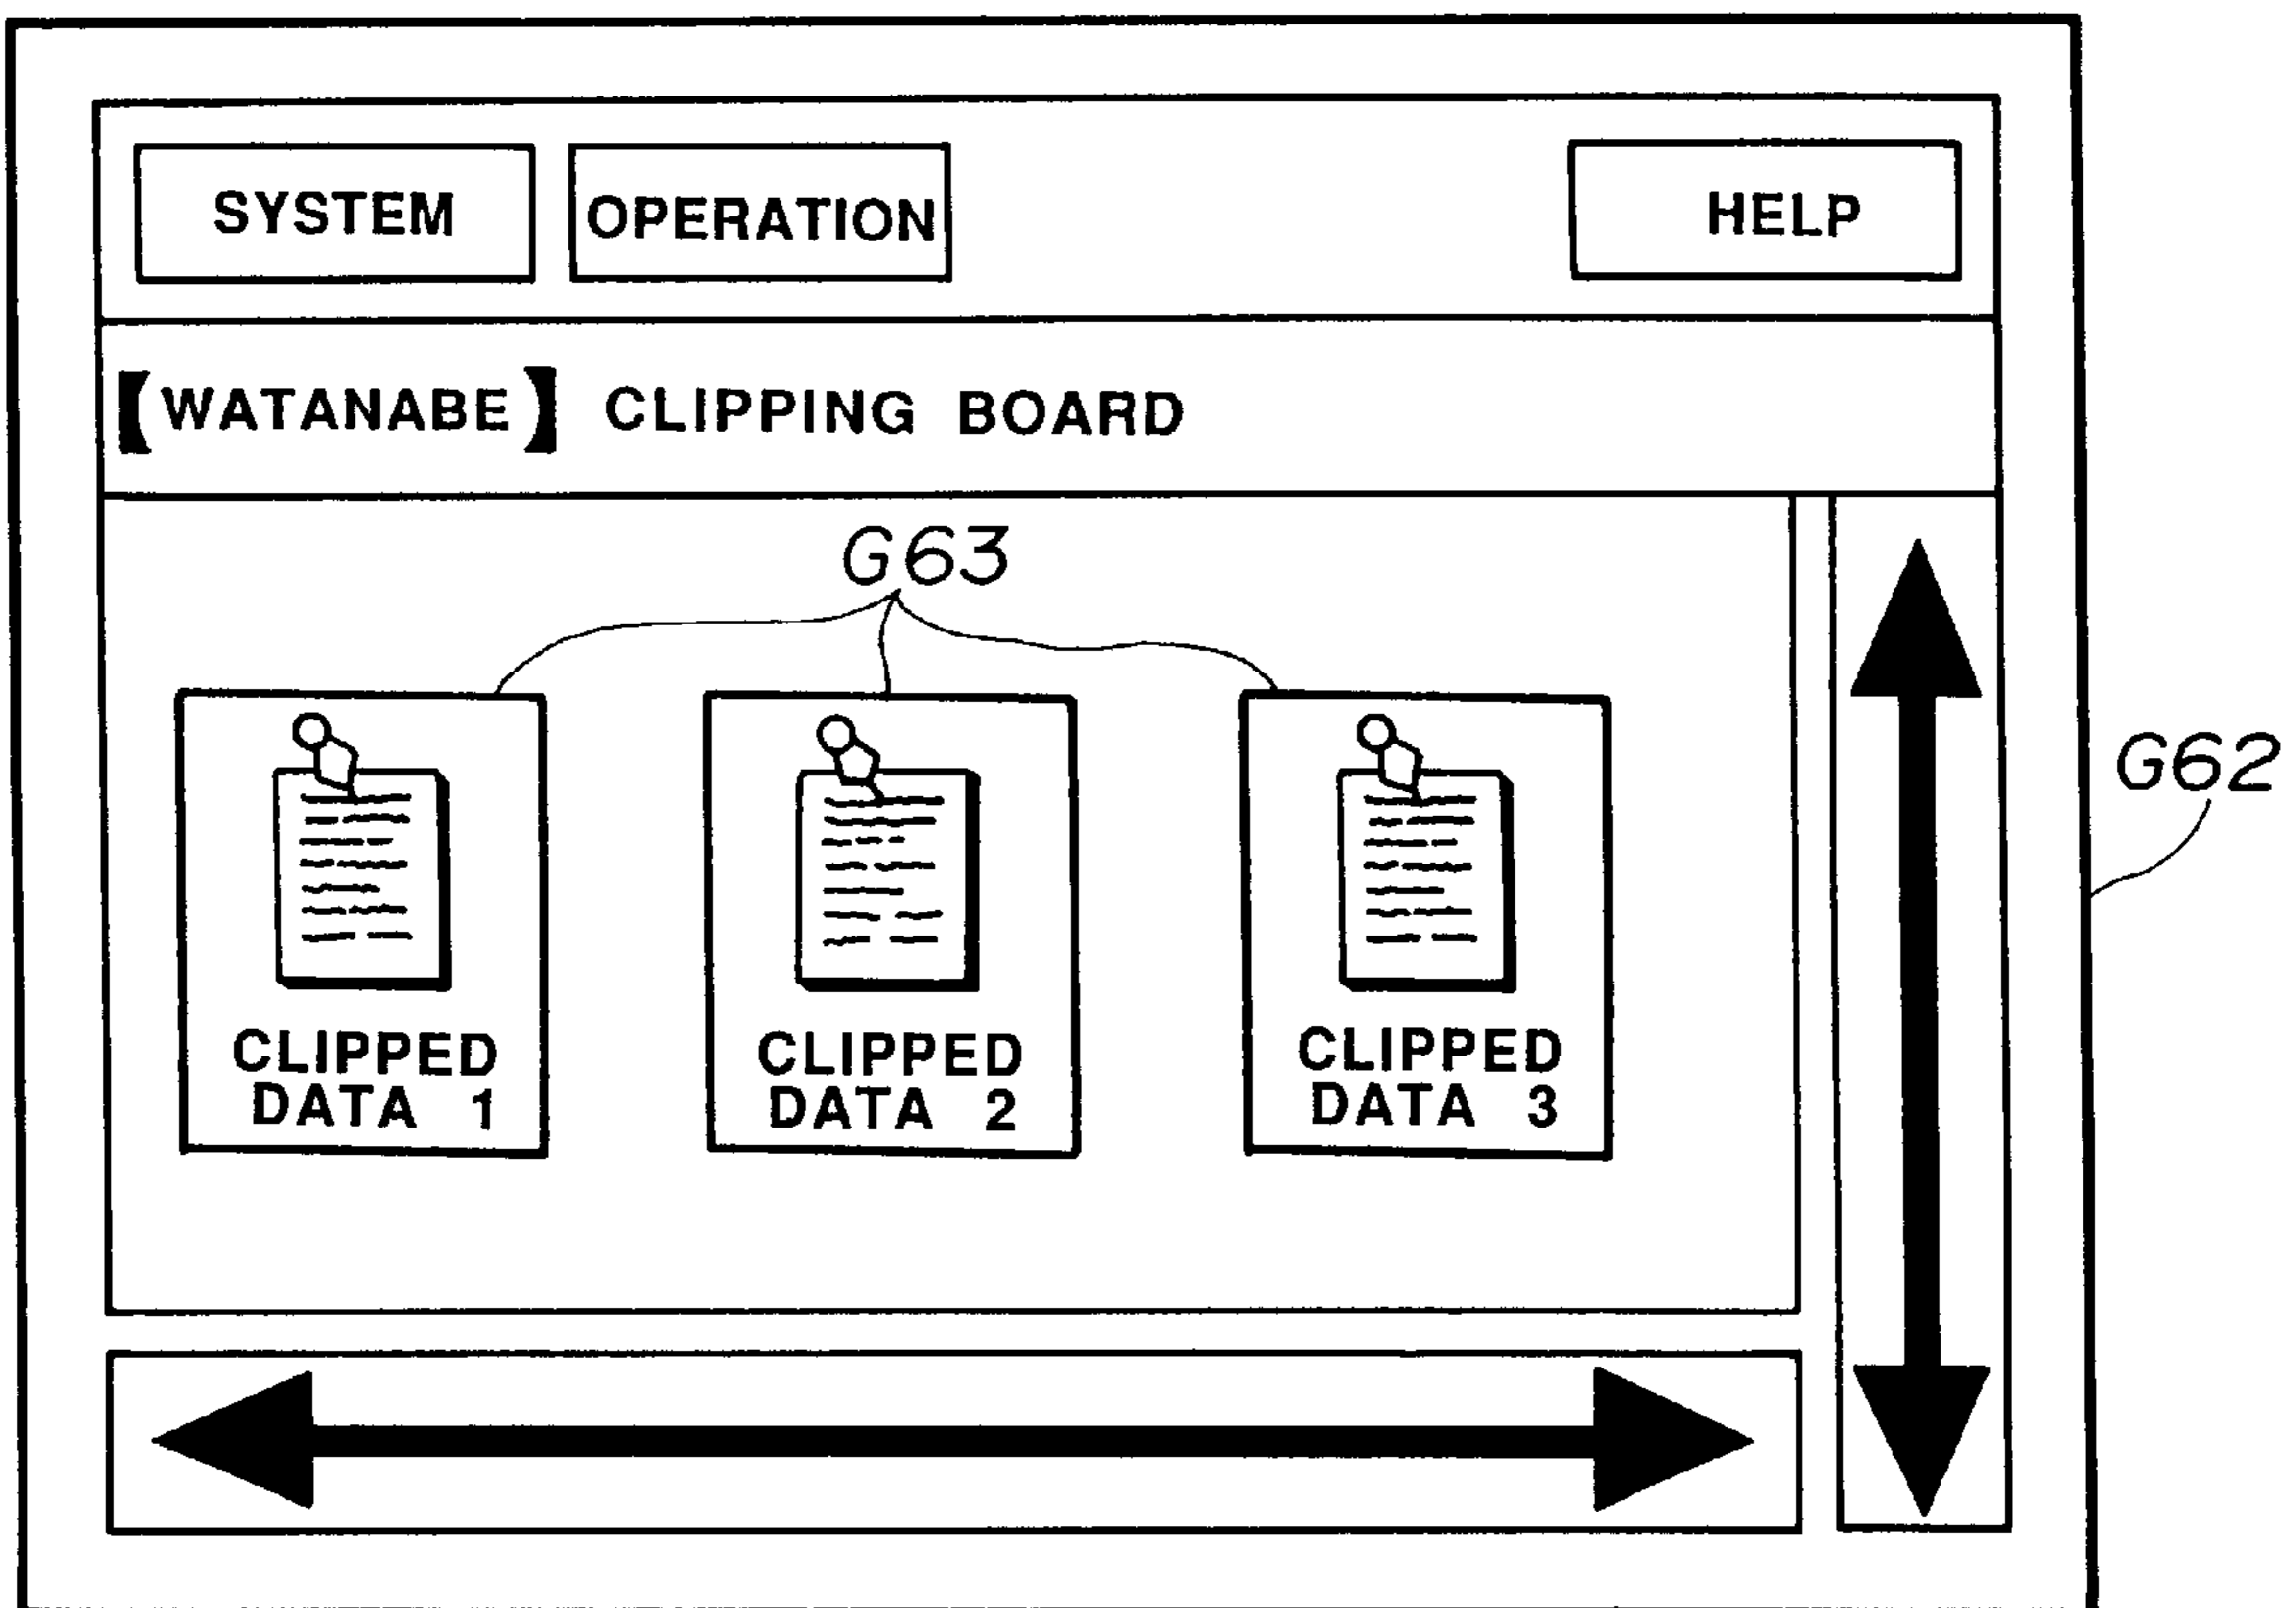 SYSTEM OPERATION HELP
【WATANABE】 CLIPPING BOARD
G63
G62
CLIPPED
DATA 1
CLIPPED
DATA 2
CLIPPED
DATA 3